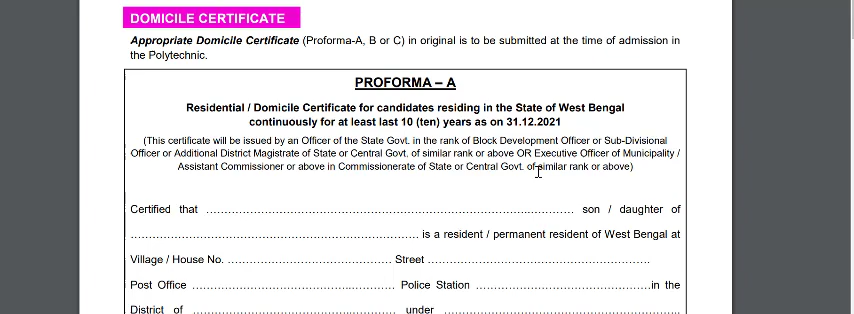 DOMICILE CERTIFICATE
Appropriate Domicile Certificate (Proforma-A, B or C) in original is to be submitted at the time of admission in
the Polytechnic.
PROFORMA – A
Residential / Domicile Certificate for candidates residing in the State of West Bengal
continuously for at least last 10 (ten) years as on 31.12.2021
(This certificate will be issued by an Officer of the State Govt. in the rank of Block Development Officer or Sub-Divisional
Officer or Additional District Magistrate of State or Central Govt. of similar rank or above OR Executive Officer of Municipality /
Assistant Commissioner or above in Commissionerate of State or Central Govt. of similar rank or above)
Certified that ……………………………………………………………………………..………… son / daughter of
……………………………………………………………………. is a resident / permanent resident of West Bengal at
Village / House No. ……………………………………… Street …………………………………………………….
Post Office ……………………………………..………… Police Station …………………………………………in the
District of ……………………………………..………… under ………………………………………………………..